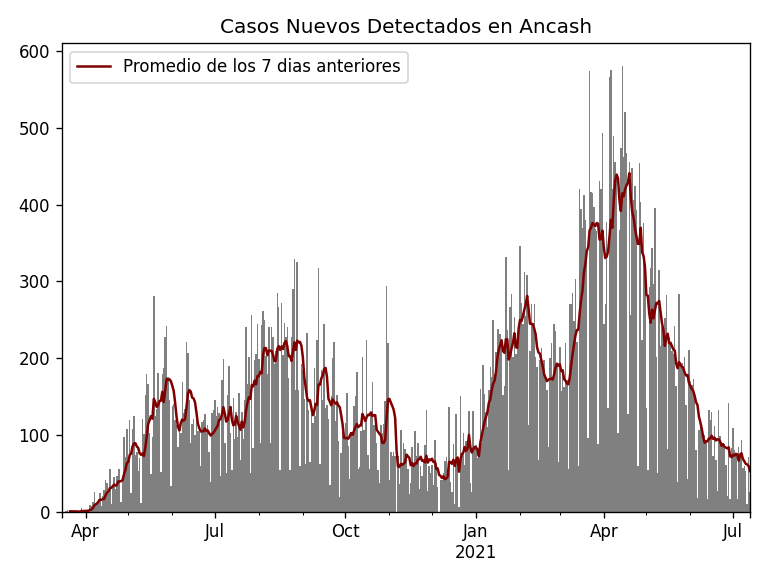 Casos Nuevos Detectados en Ancash
Promedio de los 7 dias anteriores
600
500
400
300
200
100
0
Apr
Jul
Oct
Jan
2021
Apr
Jul